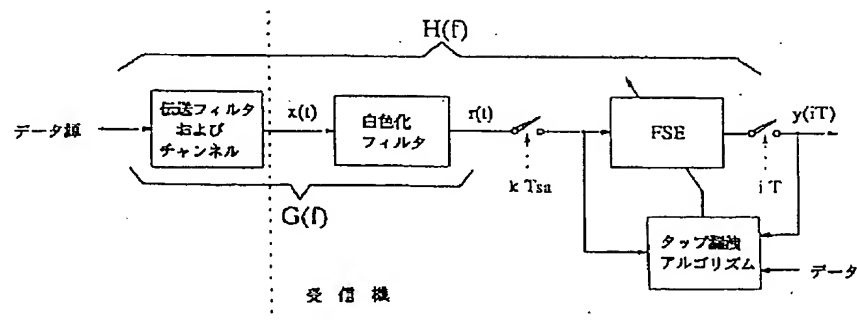 H(f)
伝送フィルタ
および
チャンネル
x(t)
白色化
フィルタ
r(t)
FSE
y(iT)
データ源
k Tsa
i T
G(f)
タップ
アルゴリズム
データ
受信機